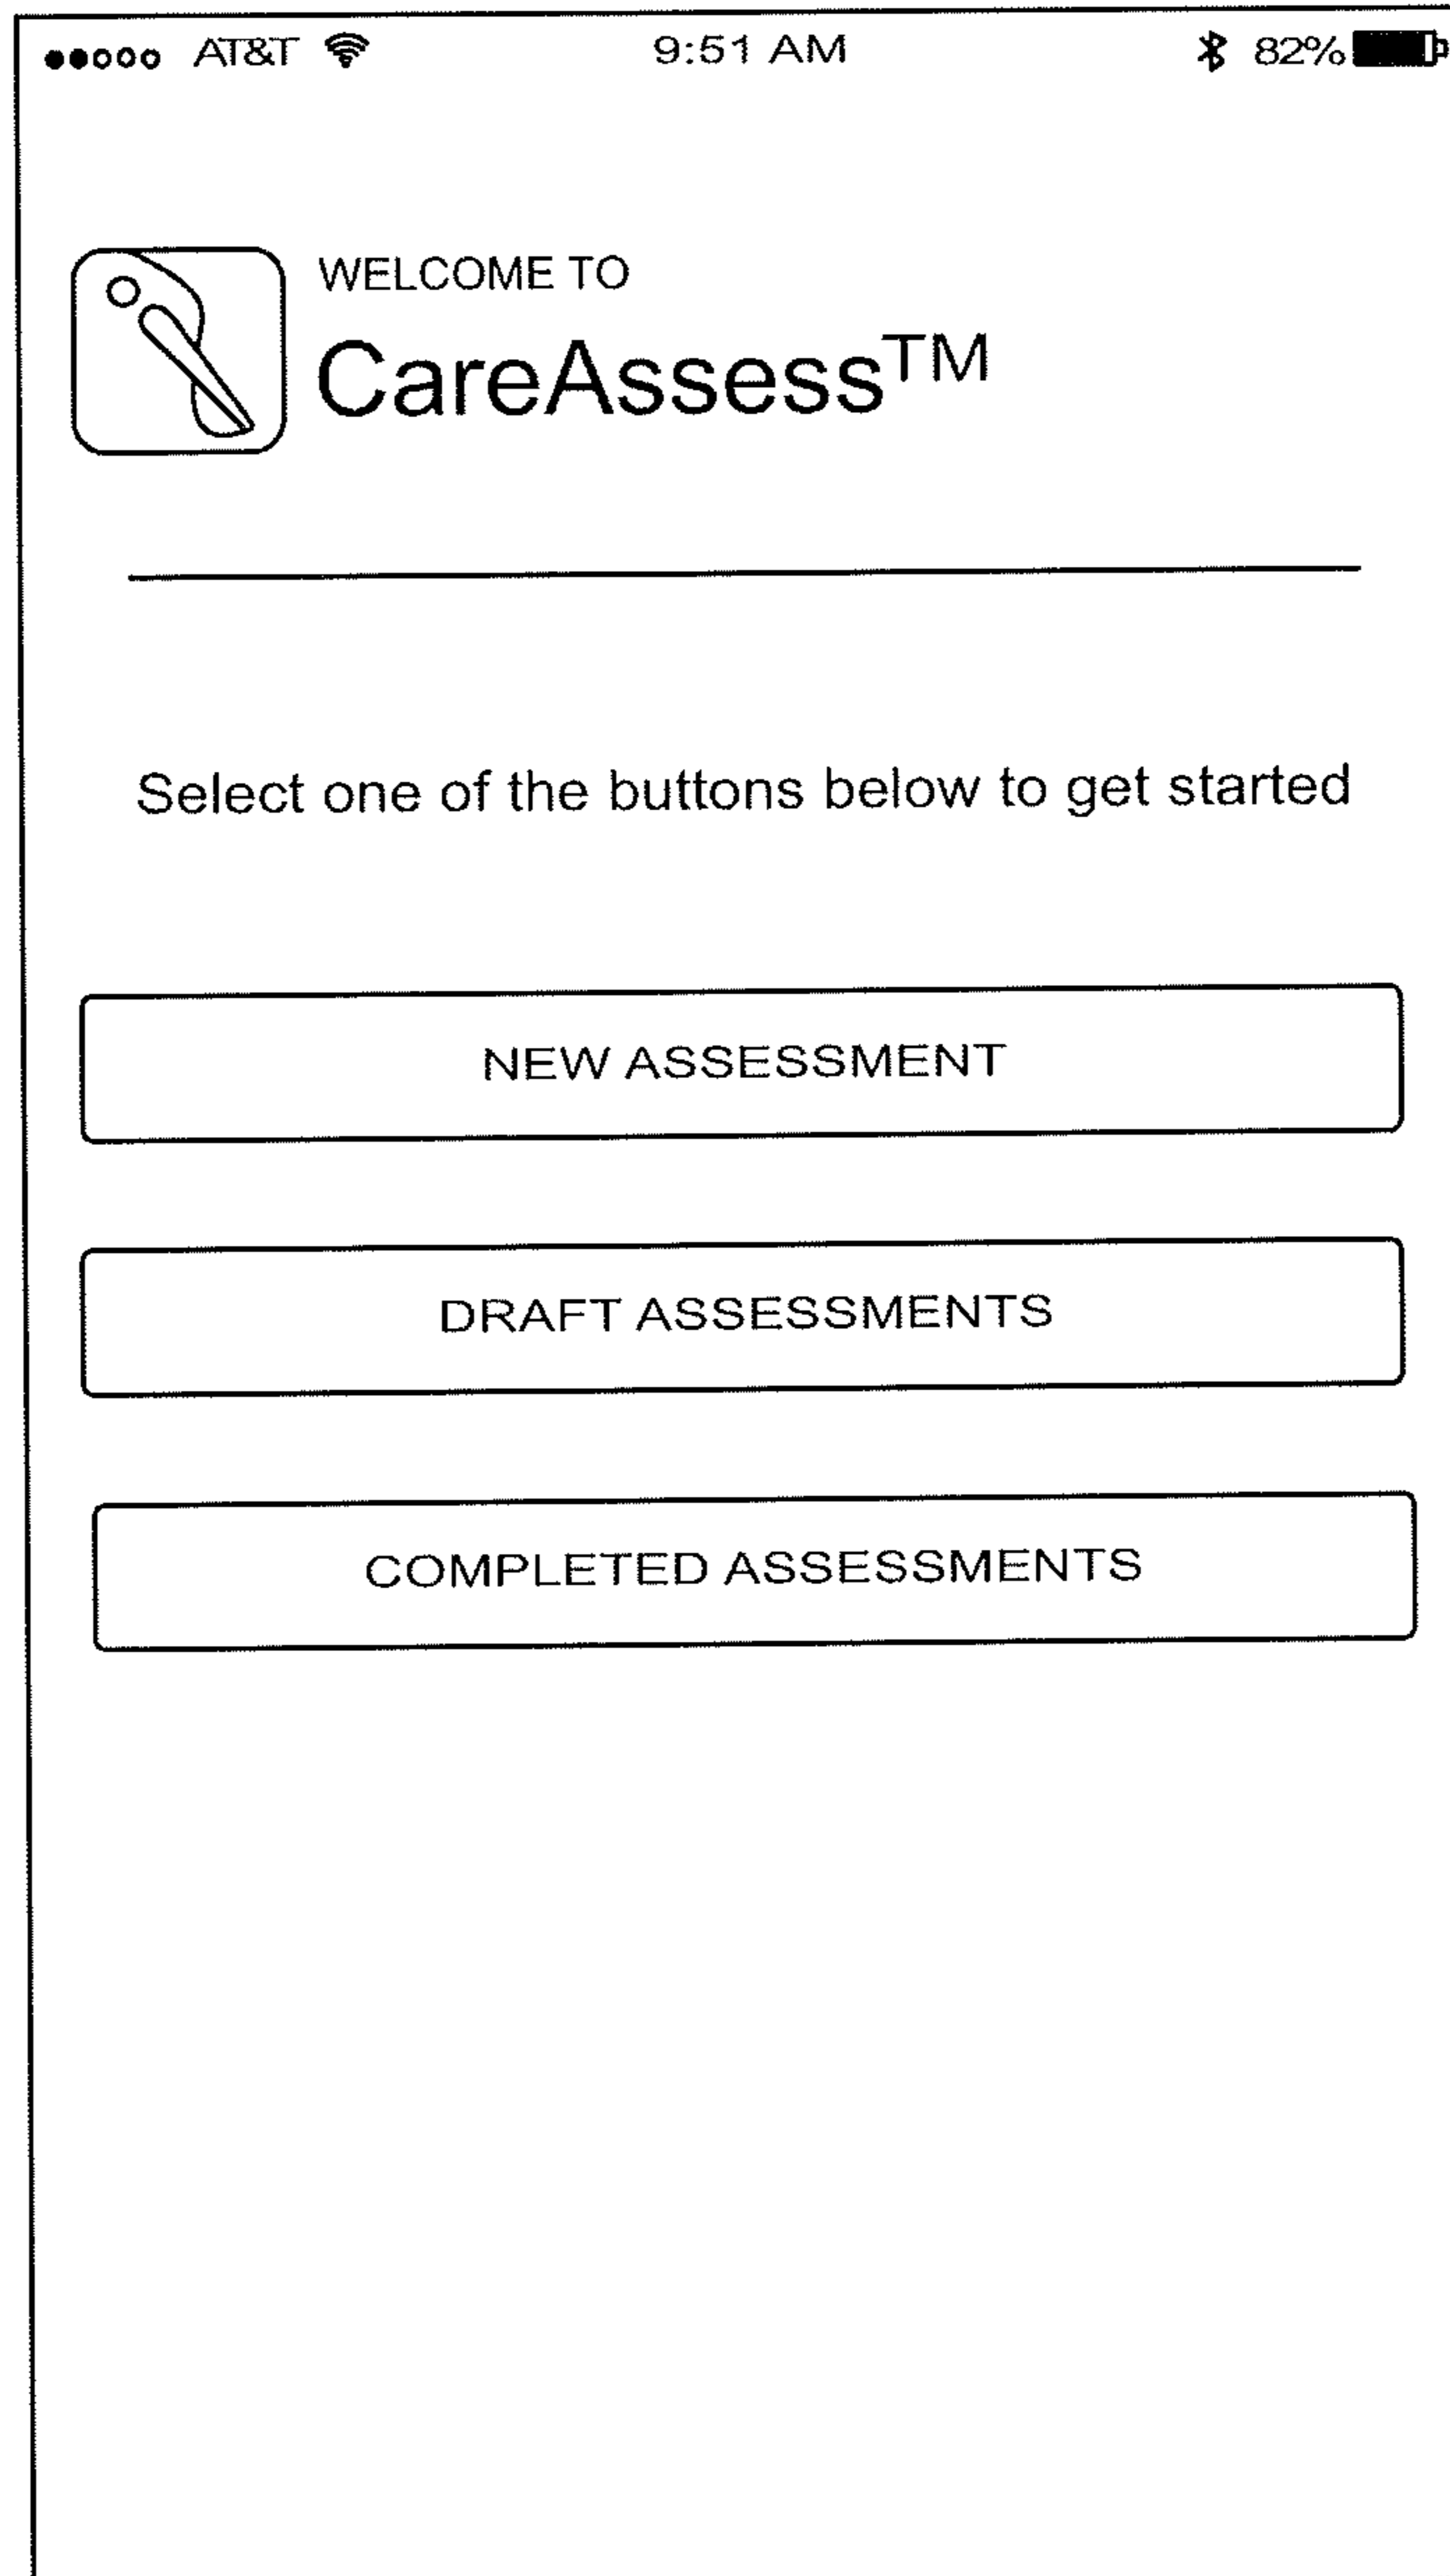 AT&T 9:51 AM 82%
WELCOME TO
CareAssess™
Select one of the buttons below to get started
NEW ASSESSMENT
DRAFT ASSESSMENTS
COMPLETED ASSESSMENTS